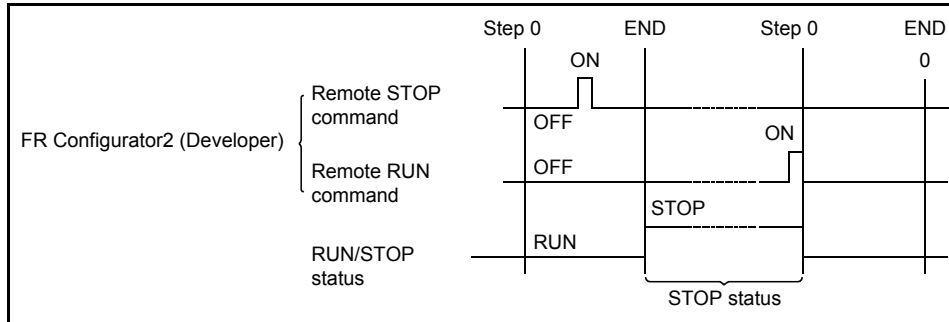 Step 0 END Step 0 END
ON 0
Remote STOP
command
OFF
FR Configurator2 (Developer)
ON
Remote RUN
command
OFF
STOP
RUN/STOP
status
RUN
STOP status